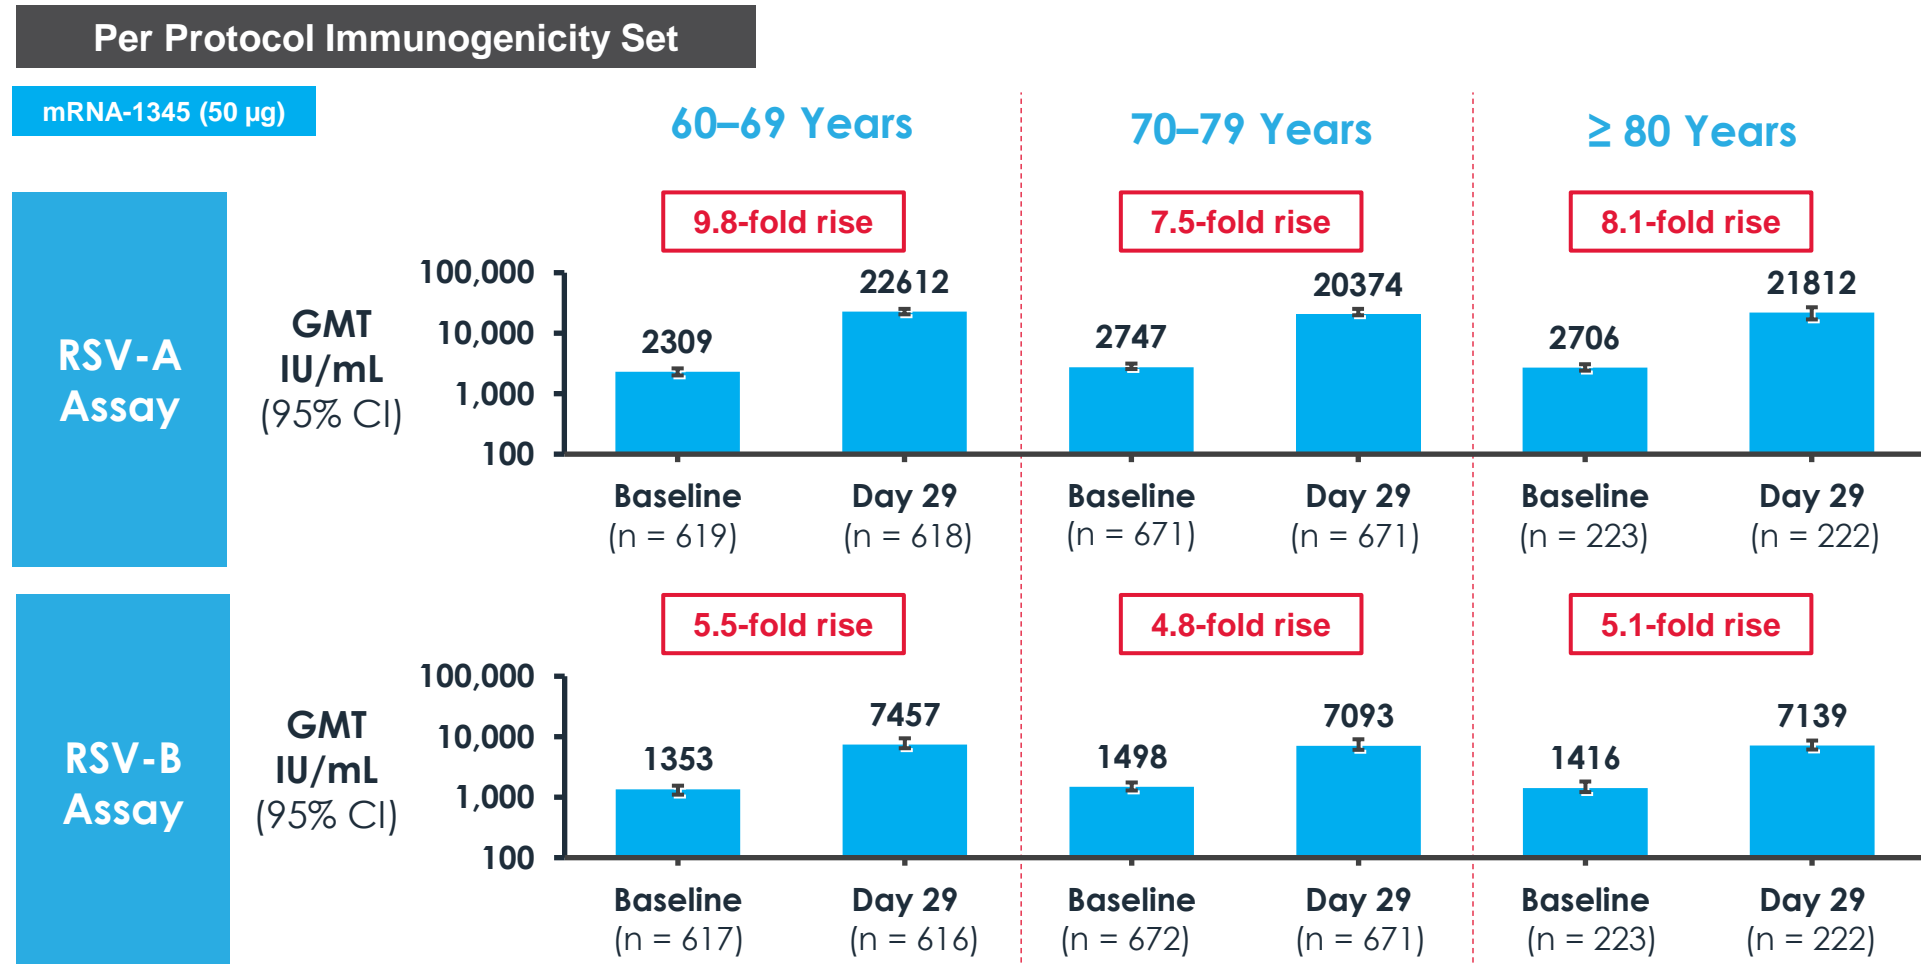 Per Protocol Immunogenicity Set
mRNA-1345 (50 µg)
60–69 Years
70–79 Years
≥ 80 Years
RSV-A
Assay
GMT
IU/mL
(95% CI)
9.8-fold rise
7.5-fold rise
8.1-fold rise
100,000
10,000
1,000
100
2309
22612
2747
20374
2706
21812
Baseline
(n = 619)
Day 29
(n = 618)
Baseline
(n = 671)
Day 29
(n = 671)
Baseline
(n = 223)
Day 29
(n = 222)
RSV-B
Assay
GMT
IU/mL
(95% CI)
5.5-fold rise
4.8-fold rise
5.1-fold rise
100,000
10,000
1,000
100
1353
7457
1498
7093
1416
7139
Baseline
(n = 617)
Day 29
(n = 616)
Baseline
(n = 672)
Day 29
(n = 671)
Baseline
(n = 223)
Day 29
(n = 222)